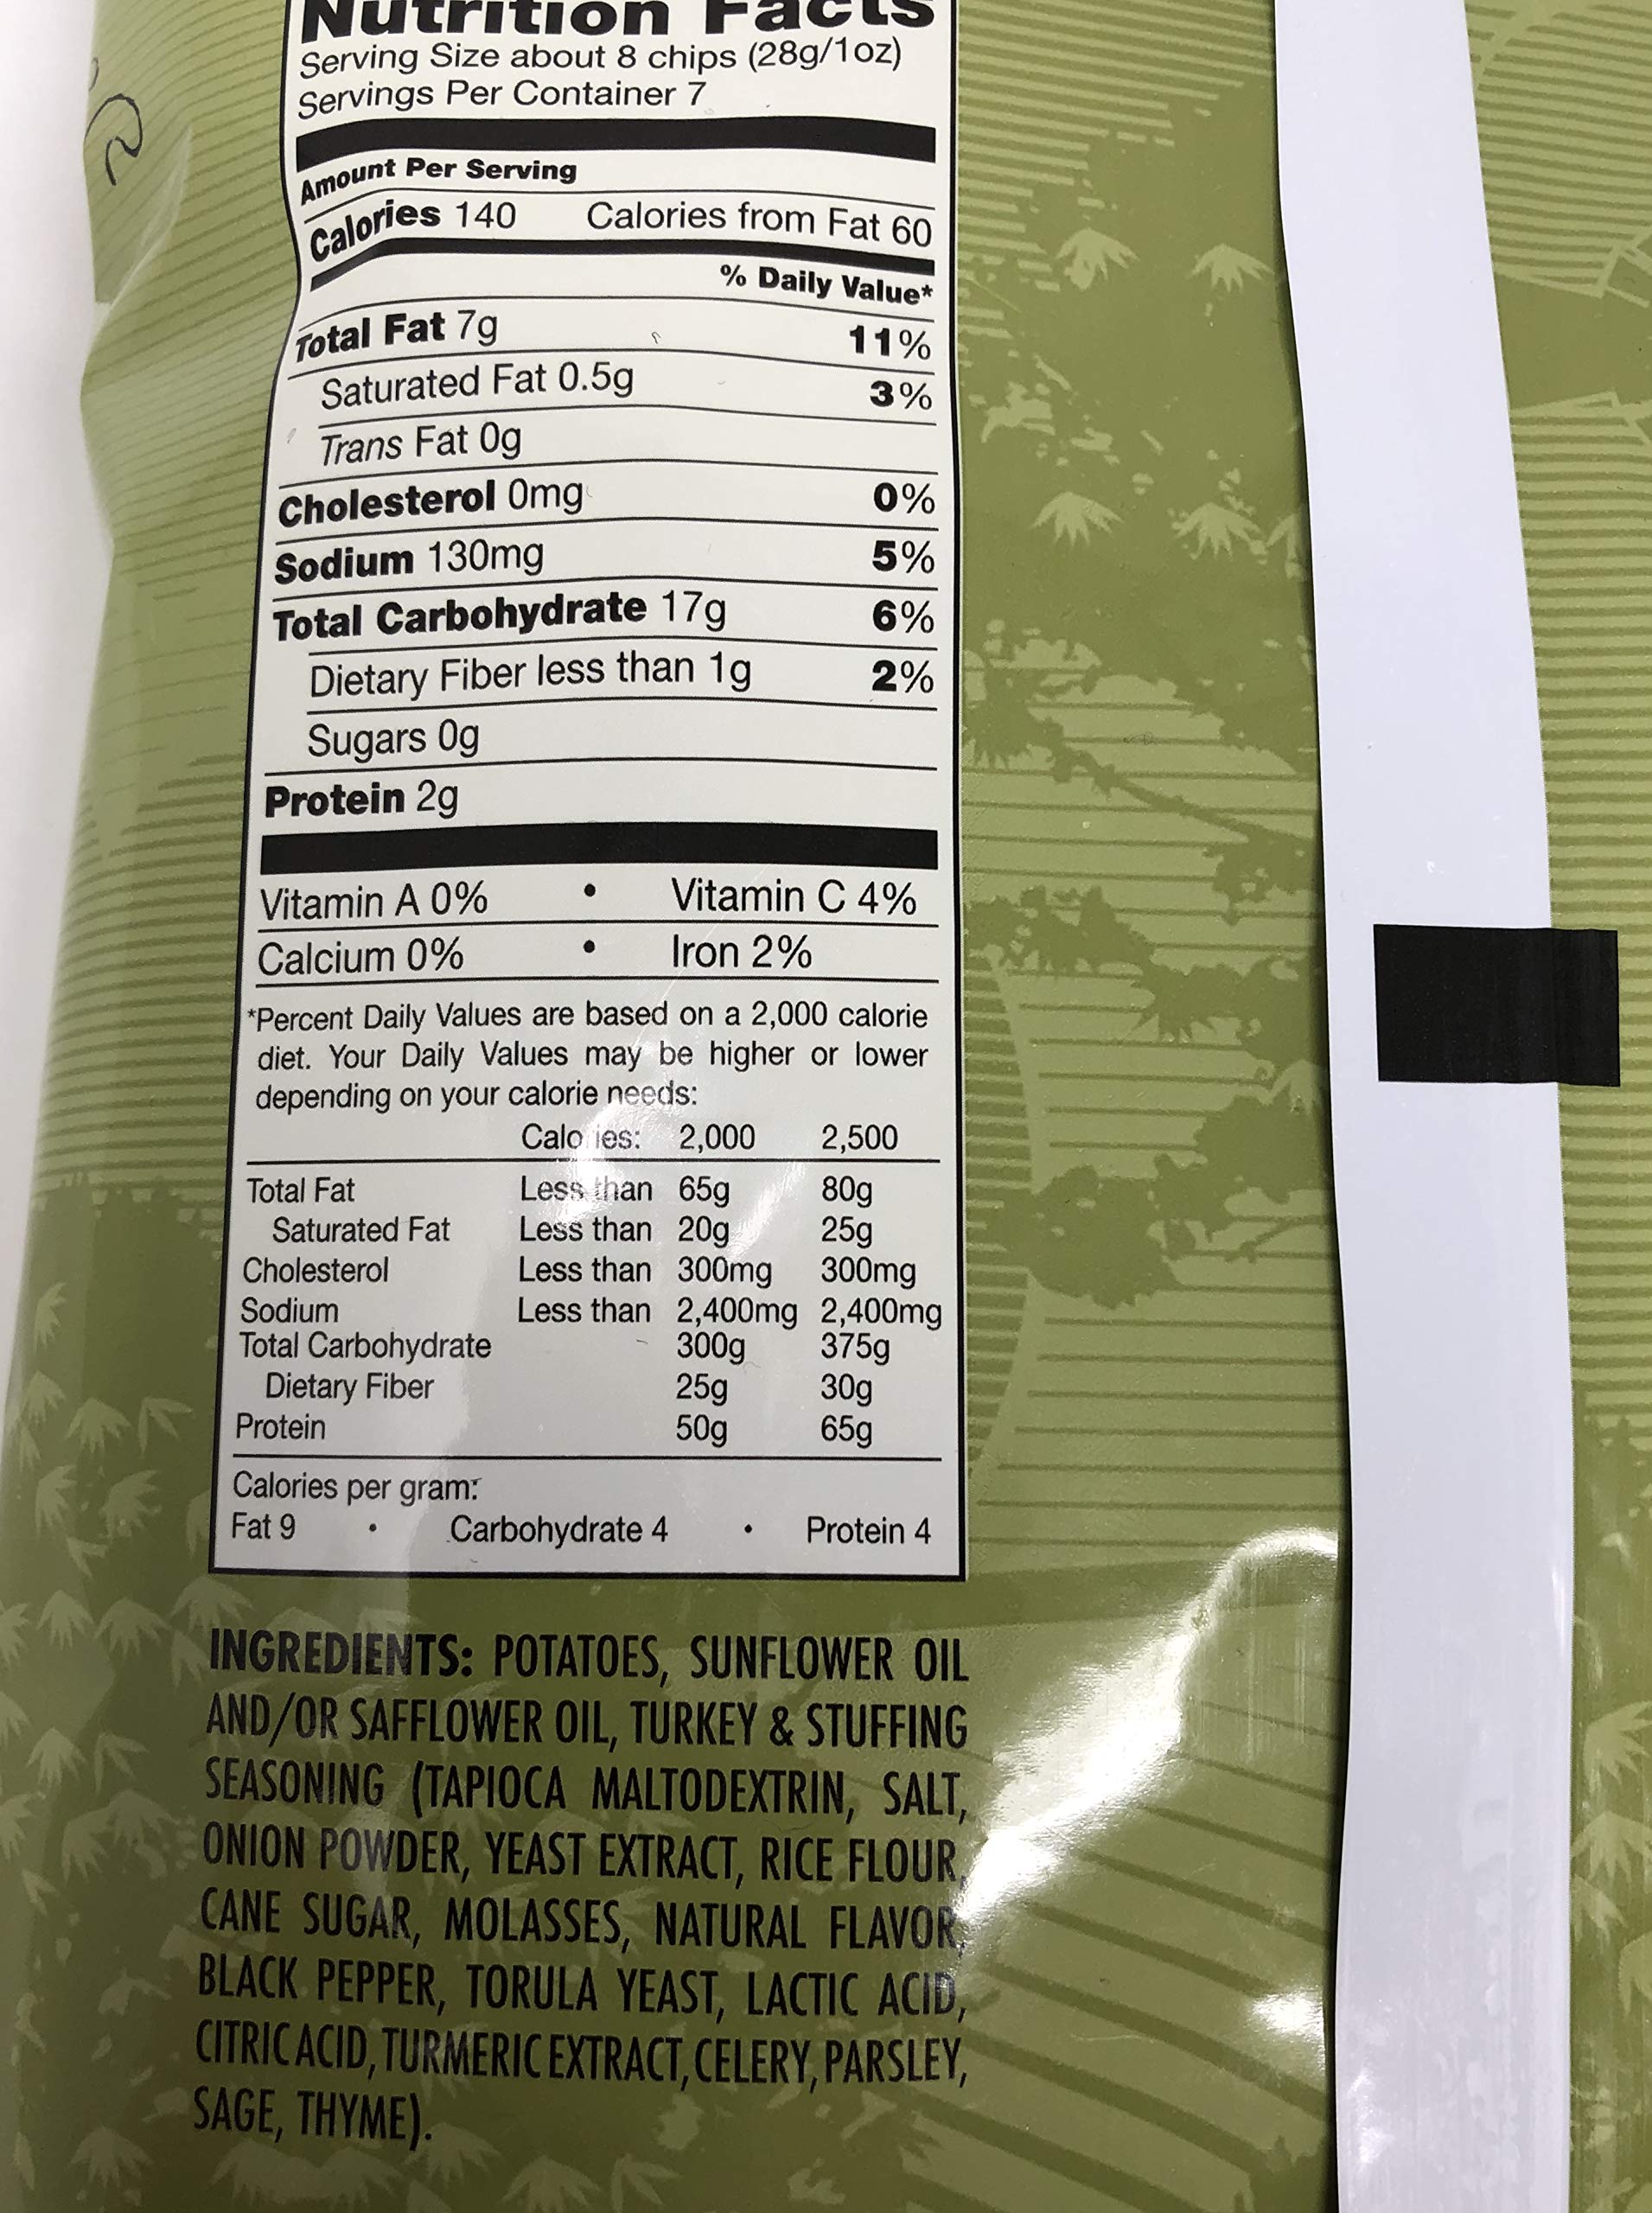 Nutrition Facts
Serving Size about 8 chips (28g/1oz)
Servings Per Container 7
Amount Per Serving
Calories 140 Calories from Fat 60
% Daily Value*
Total Fat 7g 11%
Saturated Fat 0.5g 3%
Trans Fat 0g
Cholesterol 0mg 0%
Sodium 130mg 5%
Total Carbohydrate 17g 6%
Dietary Fiber less than 1g 2%
Sugars 0g
Protein 2g
Vitamin A 0% • Vitamin C 4%
Calcium 0% • Iron 2%
*Percent Daily Values are based on a 2,000 calorie
diet. Your Daily Values may be higher or lower
depending on your calorie needs:
Calories: 2,000 2,500
Total Fat Less than 65g 80g
Saturated Fat Less than 20g 25g
Cholesterol Less than 300mg 300mg
Sodium Less than 2,400mg 2,400mg
Total Carbohydrate 300g 375g
Dietary Fiber 25g 30g
Protein 50g 65g
Calories per gram:
Fat 9 • Carbohydrate 4 • Protein 4
INGREDIENTS: POTATOES, SUNFLOWER OIL
AND/OR SAFFLOWER OIL, TURKEY & STUFFING
SEASONING (TAPIOCA MALTODEXTRIN, SALT,
ONION POWDER, YEAST EXTRACT, RICE FLOUR,
CANE SUGAR, MOLASSES, NATURAL FLAVOR,
BLACK PEPPER, TORULA YEAST, LACTIC ACID,
CITRIC ACID, TURMERIC EXTRACT, CELERY, PARSLEY,
SAGE, THYME).